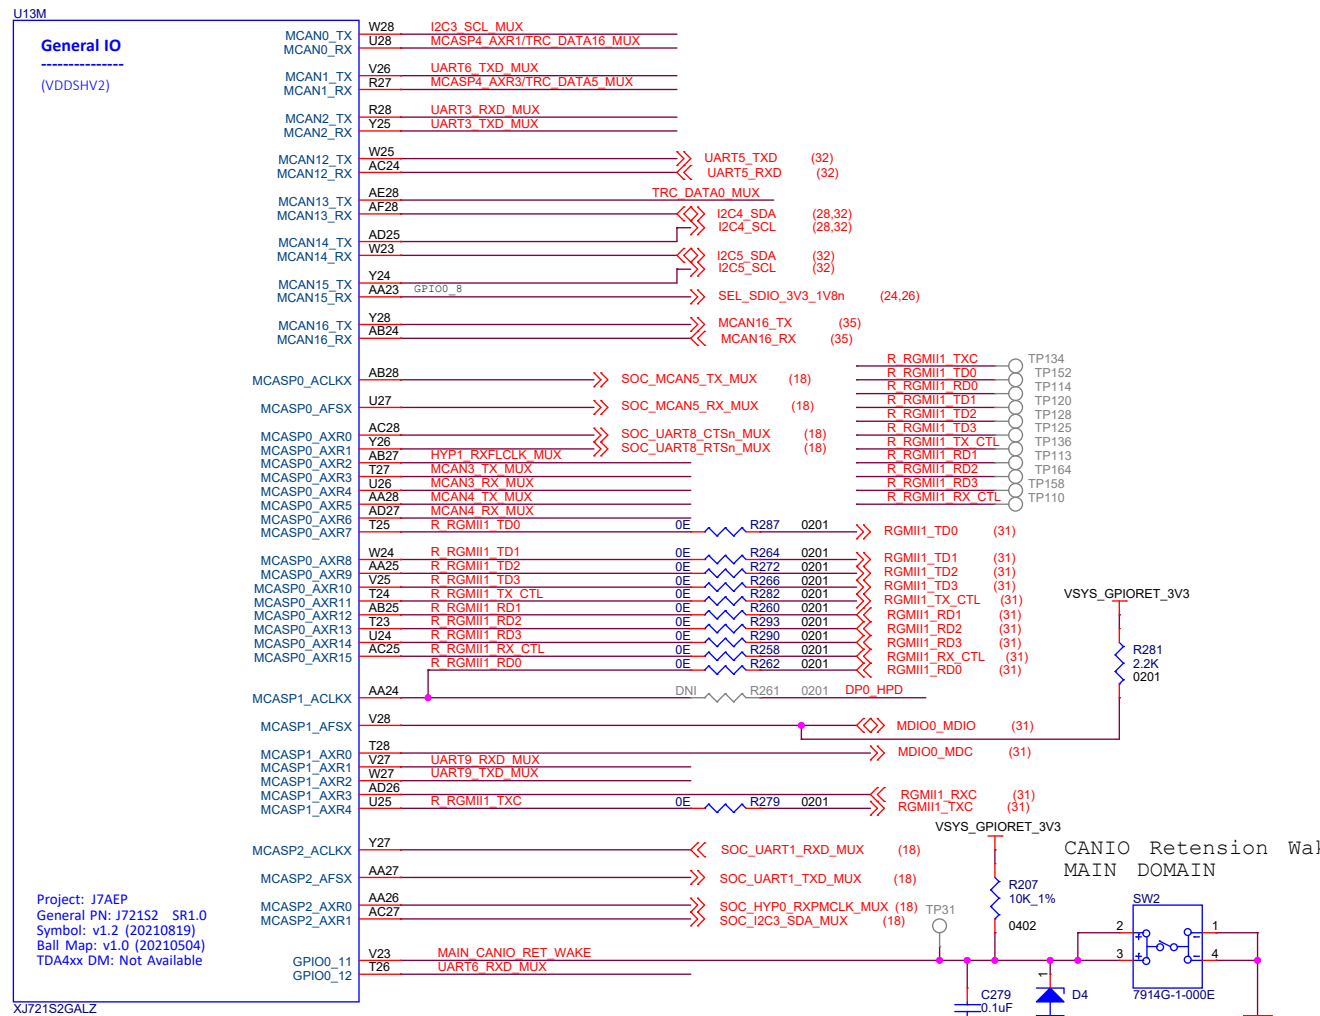 U13M
General IO
---------------
(VDDSHV2)
MCAN0_TX W28 I2C3_SCL_MUX
MCAN0_RX U28 MCASP4_AXR1/TRC_DATA16_MUX
MCAN1_TX V26 UART6_TXD_MUX
MCAN1_RX R27 MCASP4_AXR3/TRC_DATA5_MUX
MCAN2_TX R28 UART3_RXD_MUX
MCAN2_RX Y25 UART3_TXD_MUX
MCAN12_TX W25 UART5_TXD (32)
MCAN12_RX AC24 UART5_RXD (32)
MCAN13_TX AE28 TRC_DATA0_MUX
MCAN13_RX AF28 I2C4_SDA (28,32)
I2C4_SCL (28,32)
MCAN14_TX AD25
MCAN14_RX W23 I2C5_SDA (32)
I2C5_SCL (32)
MCAN15_TX Y24
MCAN15_RX AA23 GPIO0_8 SEL_SDIO_3V3_1V8n (24,26)
MCAN16_TX Y28 MCAN16_TX (35)
MCAN16_RX AB24 MCAN16_RX (35)
R_RGMII1_TXC TP134
R_RGMII1_TD0 TP152
R_RGMII1_RD0 TP114
R_RGMII1_TD1 TP120
R_RGMII1_TD2 TP128
R_RGMII1_TD3 TP125
R_RGMII1_TX_CTL TP136
R_RGMII1_RD1 TP113
R_RGMII1_RD2 TP164
R_RGMII1_RD3 TP158
R_RGMII1_RX_CTL TP110
MCASP0_ACLKX AB28 SOC_MCAN5_TX_MUX (18)
MCASP0_AFSX U27 SOC_MCAN5_RX_MUX (18)
MCASP0_AXR0 AC28 SOC_UART8_CTSn_MUX (18)
MCASP0_AXR1 Y26 SOC_UART8_RTSn_MUX (18)
MCASP0_AXR2 AB27 HYP1_RXFLCLK_MUX
MCASP0_AXR3 T27 MCAN3_TX_MUX
MCASP0_AXR4 U26 MCAN3_RX_MUX
MCASP0_AXR5 AA28 MCAN4_TX_MUX
MCASP0_AXR6 AD27 MCAN4_RX_MUX
MCASP0_AXR7 T25 R_RGMII1_TD0 0E R287 0201 RGMII1_TD0 (31)
MCASP0_AXR8 W24 R_RGMII1_TD1 0E R264 0201 RGMII1_TD1 (31)
MCASP0_AXR9 AA25 R_RGMII1_TD2 0E R272 0201 RGMII1_TD2 (31)
MCASP0_AXR10 V25 R_RGMII1_TD3 0E R266 0201 RGMII1_TD3 (31)
MCASP0_AXR11 T24 R_RGMII1_TX_CTL 0E R282 0201 RGMII1_TX_CTL (31)
MCASP0_AXR12 AB25 R_RGMII1_RD1 0E R260 0201 RGMII1_RD1 (31)
MCASP0_AXR13 T23 R_RGMII1_RD2 0E R293 0201 RGMII1_RD2 (31)
MCASP0_AXR14 U24 R_RGMII1_RD3 0E R290 0201 RGMII1_RD3 (31)
MCASP0_AXR15 AC25 R_RGMII1_RX_CTL 0E R258 0201 RGMII1_RX_CTL (31)
R_RGMII1_RD0 0E R262 0201 RGMII1_RD0 (31)
VSYS_GPIORET_3V3
R281
2.2K
0201
MCASP1_ACLKX AA24 DNI R261 0201 DP0_HPD
MCASP1_AFSX V28 MDIO0_MDIO (31)
MCASP1_AXR0 T28 MDIO0_MDC (31)
MCASP1_AXR1 V27 UART9_RXD_MUX
MCASP1_AXR2 W27 UART9_TXD_MUX
MCASP1_AXR3 AD26 RGMII1_RXC (31)
MCASP1_AXR4 U25 R_RGMII1_TXC 0E R279 0201 RGMII1_TXC (31)
VSYS_GPIORET_3V3
CANIO Retension
MAIN DOMAIN
MCASP2_ACLKX Y27 SOC_UART1_RXD_MUX (18)
MCASP2_AFSX AA27 SOC_UART1_TXD_MUX (18)
MCASP2_AXR0 AA26 SOC_HYP0_RXPMCLK_MUX (18)
MCASP2_AXR1 AC27 SOC_I2C3_SDA_MUX (18)
R207
10K_1%
0402
TP31
SW2
2 1
3 4
7914G-1-000E
GPIO0_11 V23 MAIN_CANIO_RET_WAKE
GPIO0_12 T26 UART6_RXD_MUX
C279
0.1uF
1
D4
Project: J7AEP
General PN: J721S2 SR1.0
Symbol: v1.2 (20210819)
Ball Map: v1.0 (20210504)
TDA4xx DM: Not Available
XJ721S2GALZ